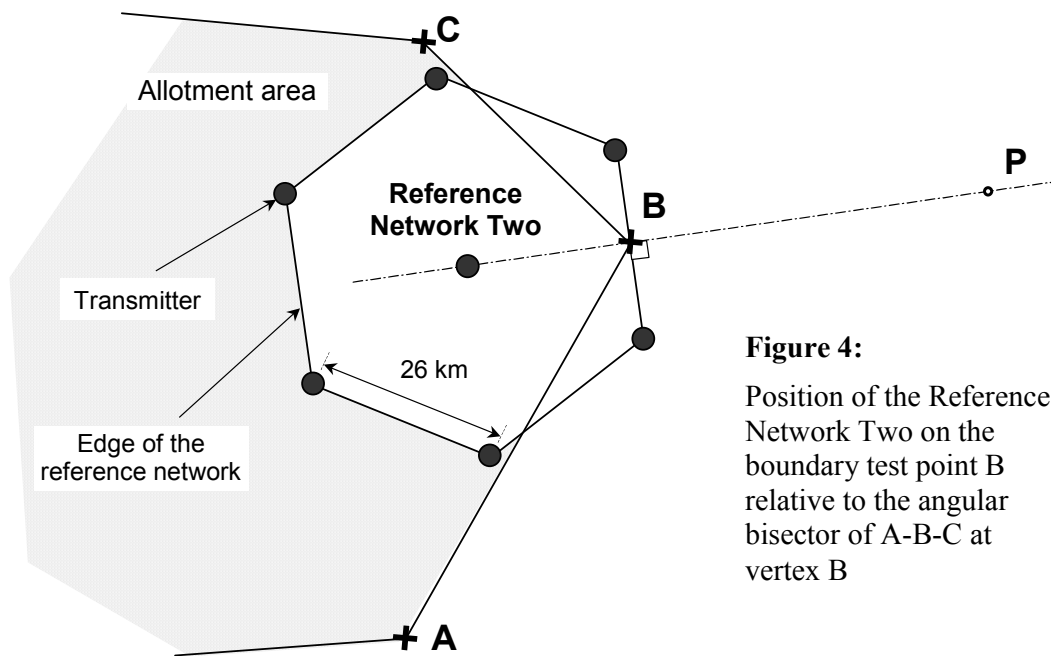 C
Allotment area
P
Reference
Network Two
B
Transmitter
26 km
Edge of the
reference network
A
Figure 4:
Position of the Reference
Network Two on the
boundary test point B
relative to the angular
bisector of A-B-C at
vertex B